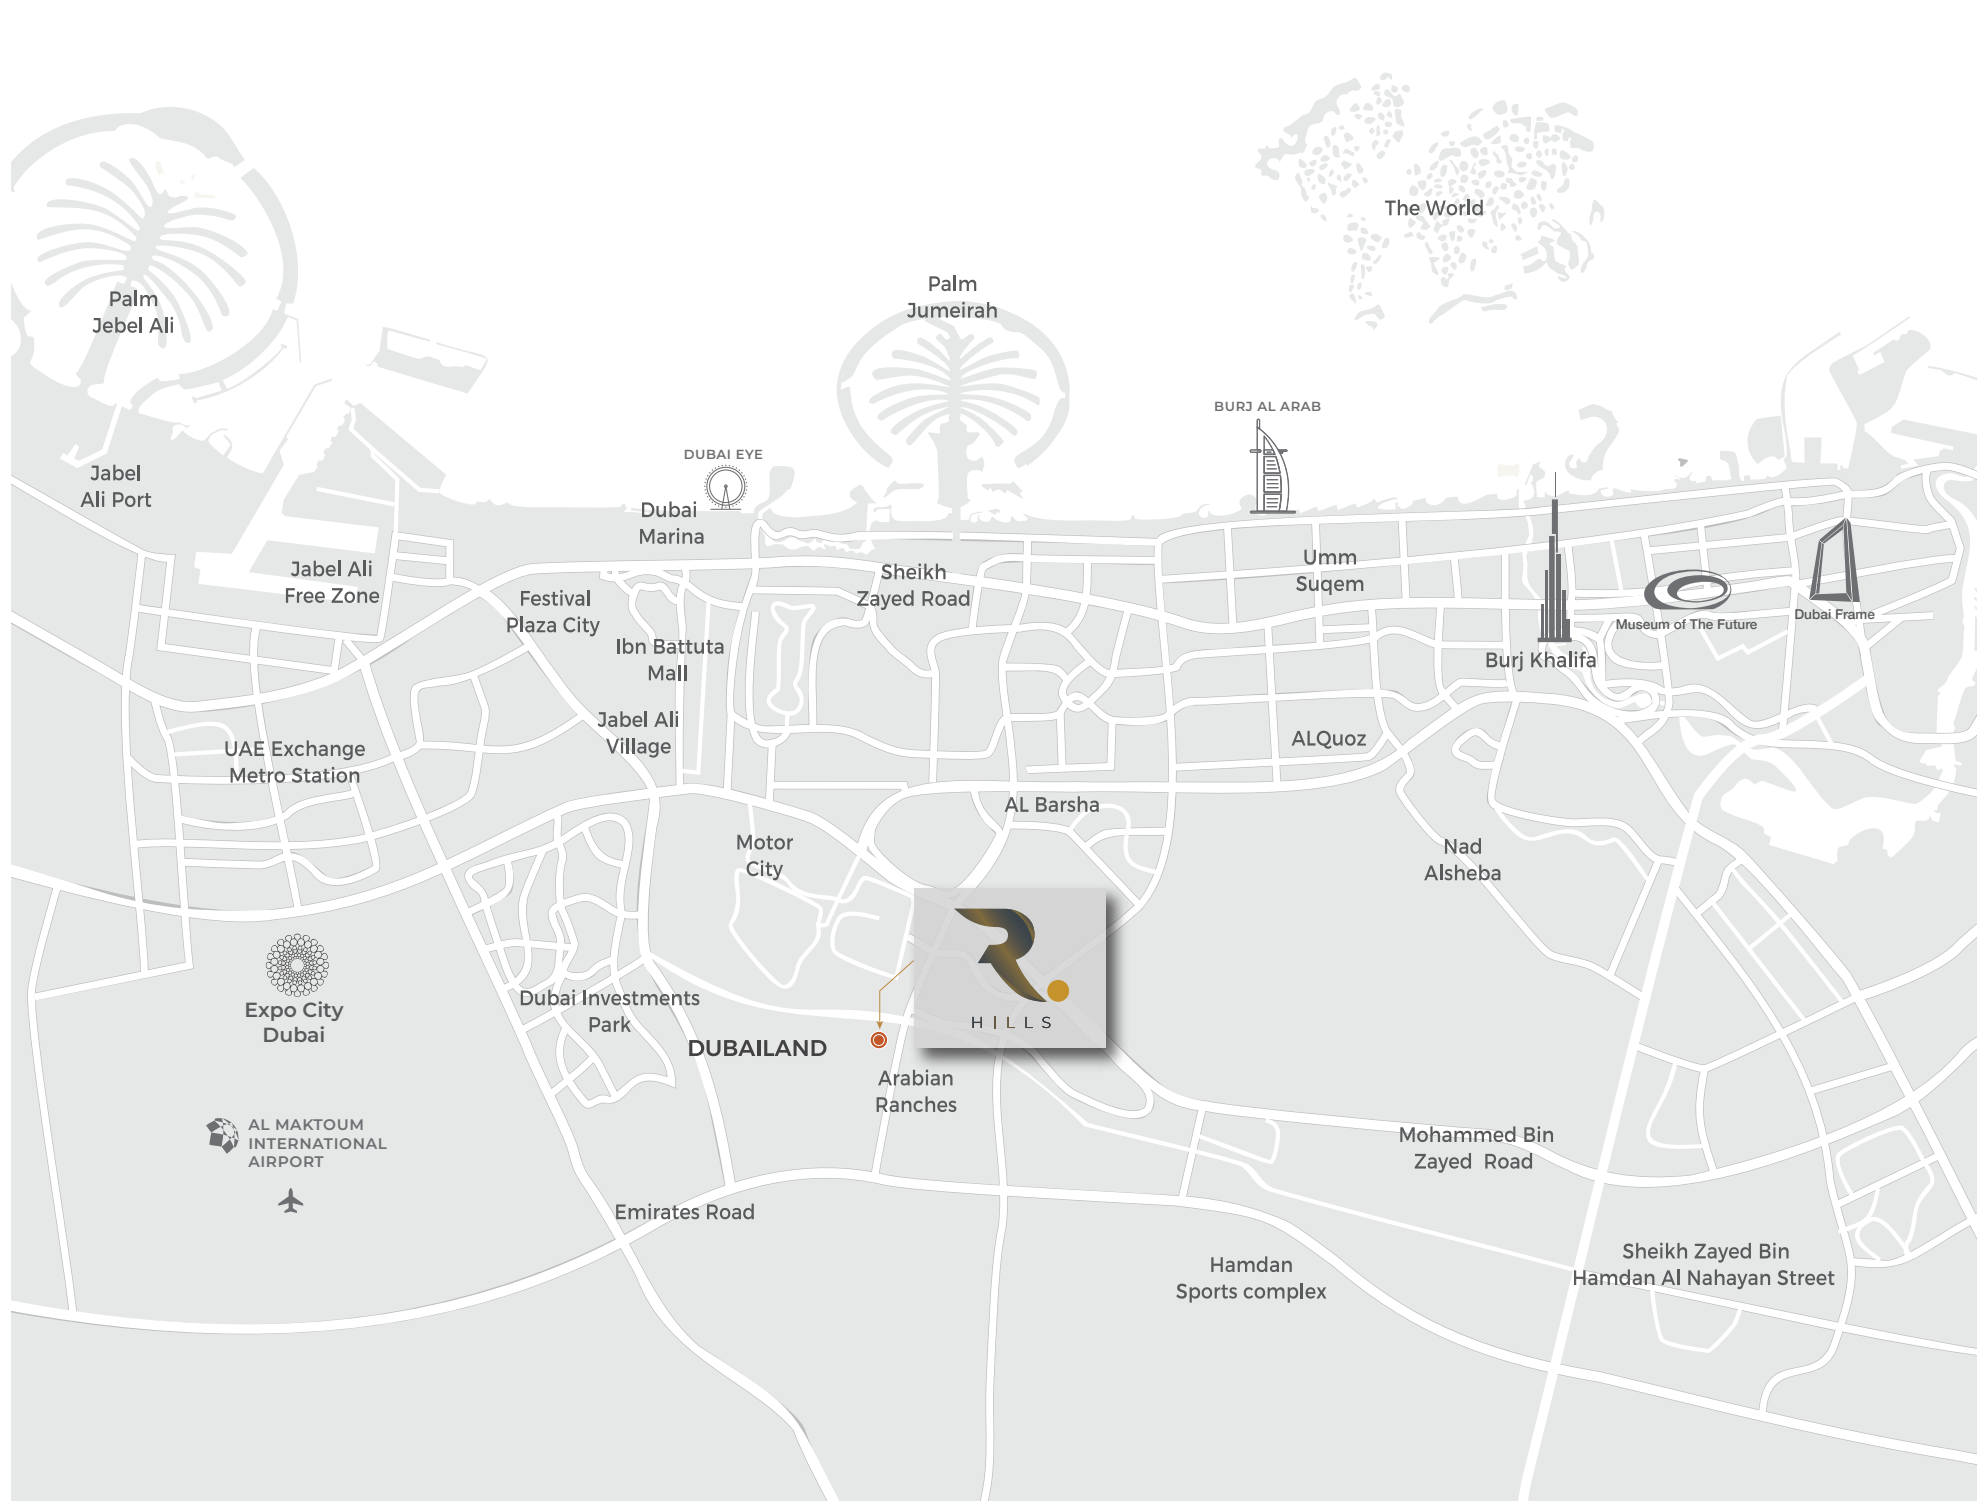 The World
Palm
Jumeirah
Palm
Jebel Ali
BURJ AL ARAB
DUBAI EYE
Jabel
Ali Port
Dubai
Marina
Jabel Ali
Free Zone
Festival
Plaza City
Sheikh
Zayed Road
Umm
Suqem
Museum of The Future
Dubai Frame
Ibn Battuta
Mall
Burj Khalifa
Jabel Ali
Village
UAE Exchange
Metro Station
ALQuoz
AL Barsha
Motor
City
Nad
Alsheba
R.
HILLS
Expo City
Dubai
Dubai Investments
Park
DUBAILAND
Arabian
Ranches
AL MAKTOUM
INTERNATIONAL
AIRPORT
Mohammed Bin
Zayed Road
Emirates Road
Hamdan
Sports complex
Sheikh Zayed Bin
Hamdan Al Nahayan Street